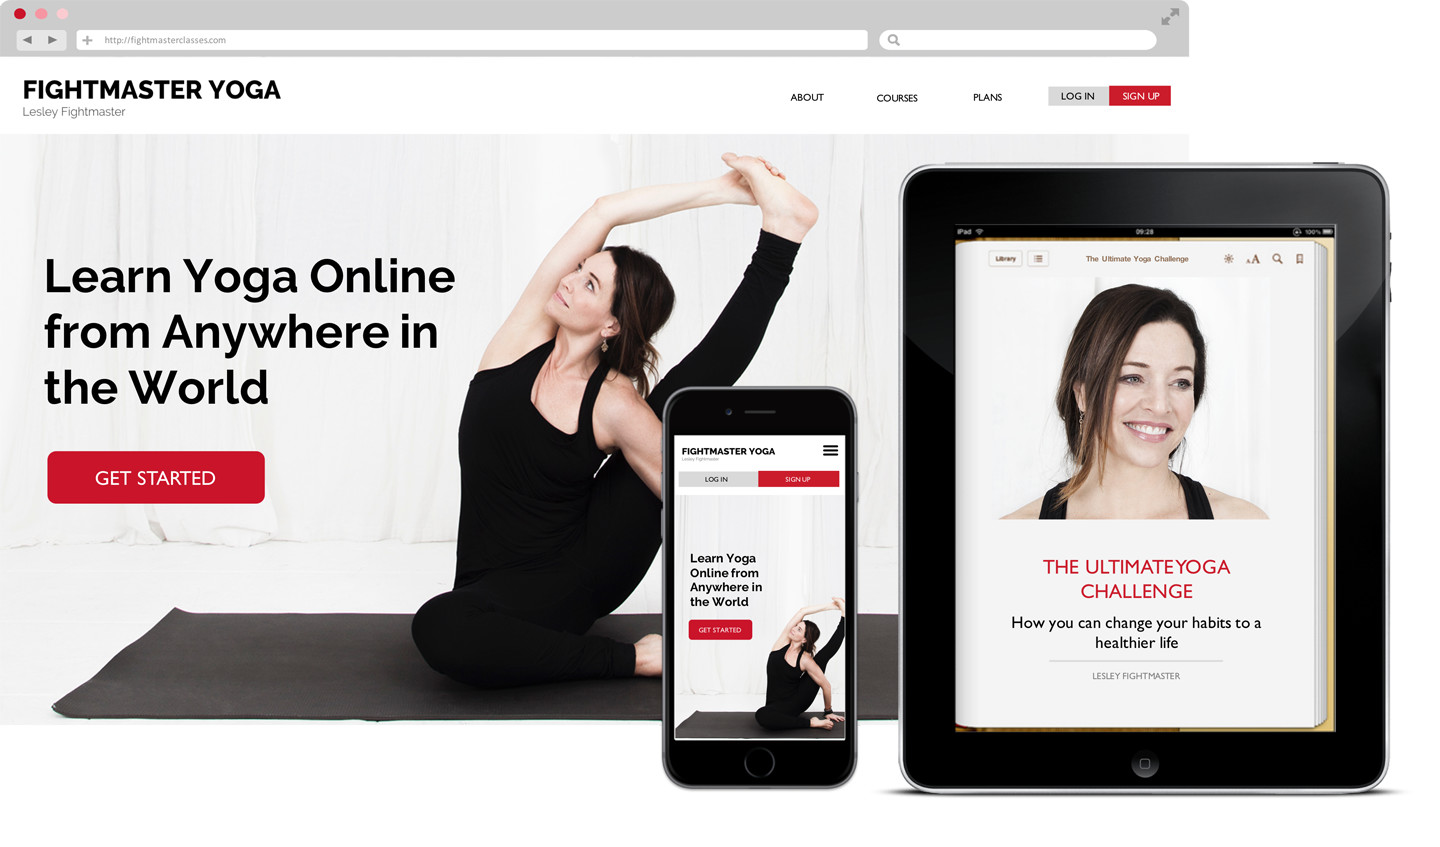 http://fightmasterclasses.com
FIGHTMASTER YOGA
Lesley Fightmaster
ABOUT
COURSES
PLANS
LOG IN
SIGN UP
Learn Yoga Online
from Anywhere in
the World
GET STARTED
FIGHTMASTER YOGA
Lesley Fightmaster
LOG IN
SIGN UP
Learn Yoga
Online from
Anywhere in
the World
GET STARTED
iPad
09:28
100%
Library
The Ultimate Yoga Challenge
AA
THE ULTIMATEYOGA
CHALLENGE
How you can change your habits to a
healthier life
LESLEY FIGHTMASTER